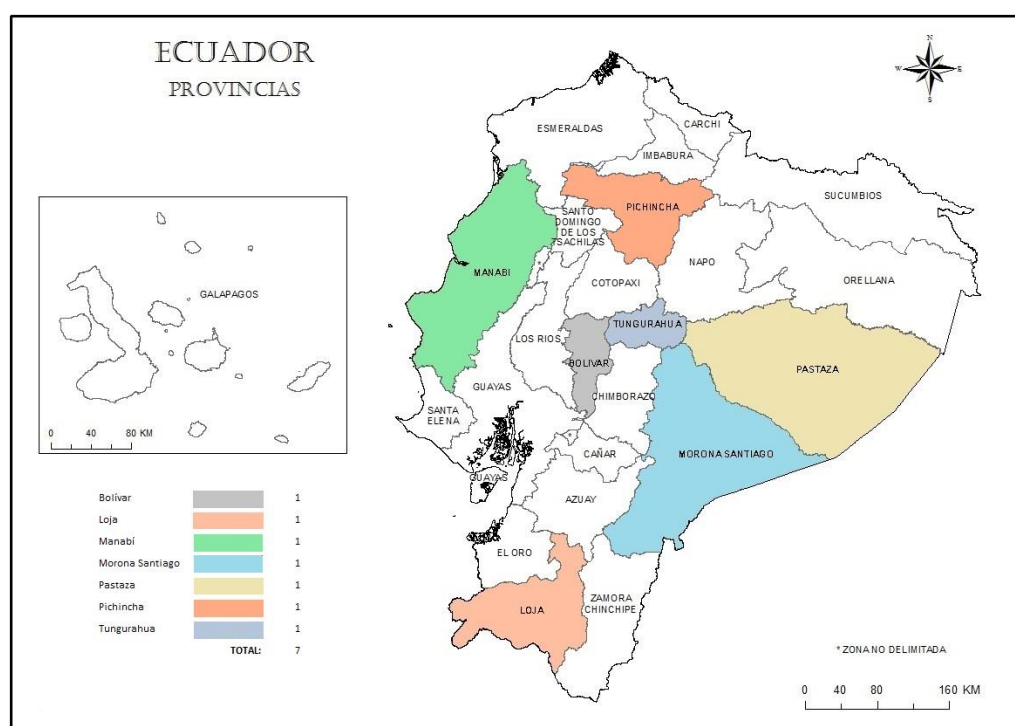 ECUADOR
PROVINCIAS
N
W
E
S
ESMERALDAS
CARCHI
IMBABURA
SUCUMBIOS
PICHINCHA
SANTO
DOMINGO
DE LOS
TSACHILAS
MANABI
NAPO
COTOPAXI
ORELLANA
GALAPAGOS
TUNGURAHUA
LOS RIOS
BOLIVAR
PASTAZA
GUAYAS
CHIMBORAZO
SANTA
ELENA
MORONA SANTIAGO
CAÑAR
GUAYAS
AZUAY
EL ORO
ZAMORA
CHINCHIPE
LOJA
0 40 80 KM
Bolívar 1
Loja 1
Manabí 1
Morona Santiago 1
Pastaza 1
Pichincha 1
Tungurahua 1
TOTAL: 7
* ZONA NO DELIMITADA
0 40 80 160 KM